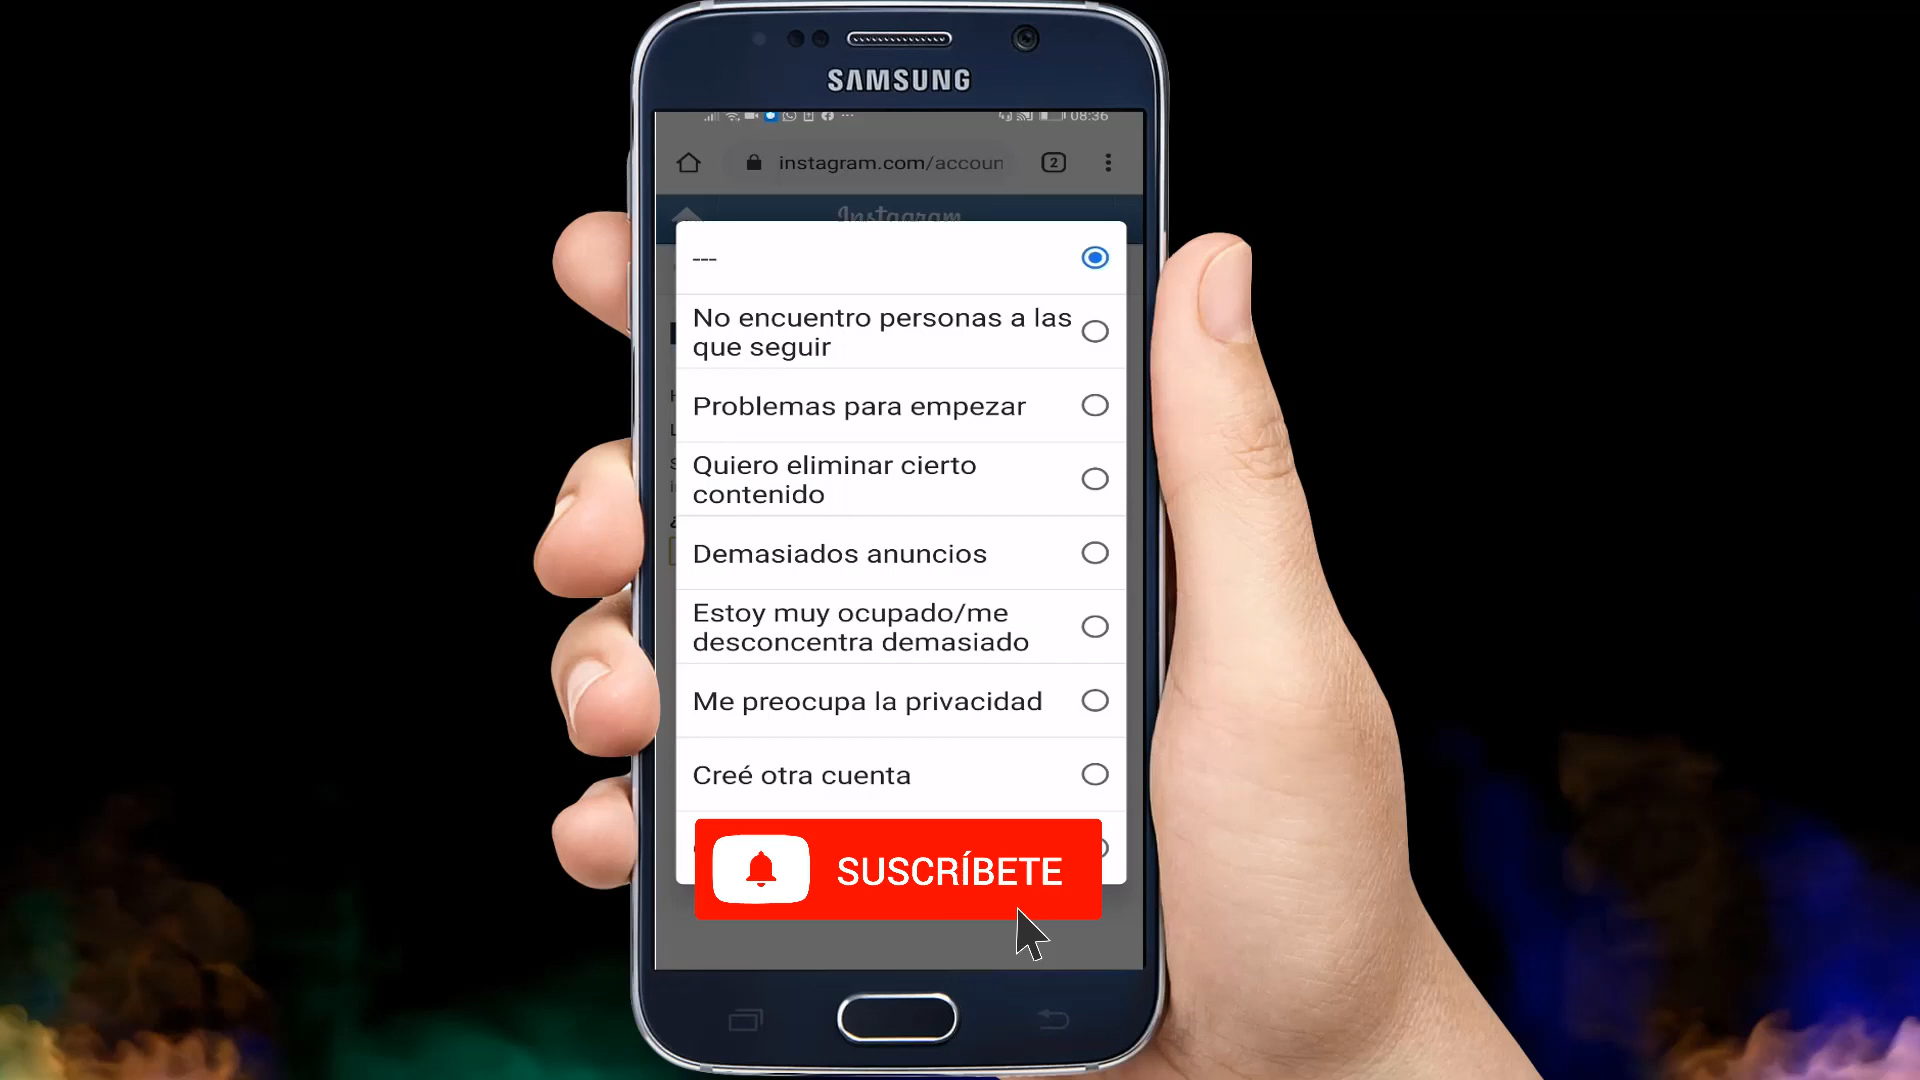 SAMSUNG
08:36
instagram.com/accoun
2
Instagram
---
No encuentro personas a las
que seguir
Problemas para empezar
Quiero eliminar cierto
contenido
Demasiados anuncios
Estoy muy ocupado/me
desconcentra demasiado
Me preocupa la privacidad
Creé otra cuenta
SUSCRÍBETE